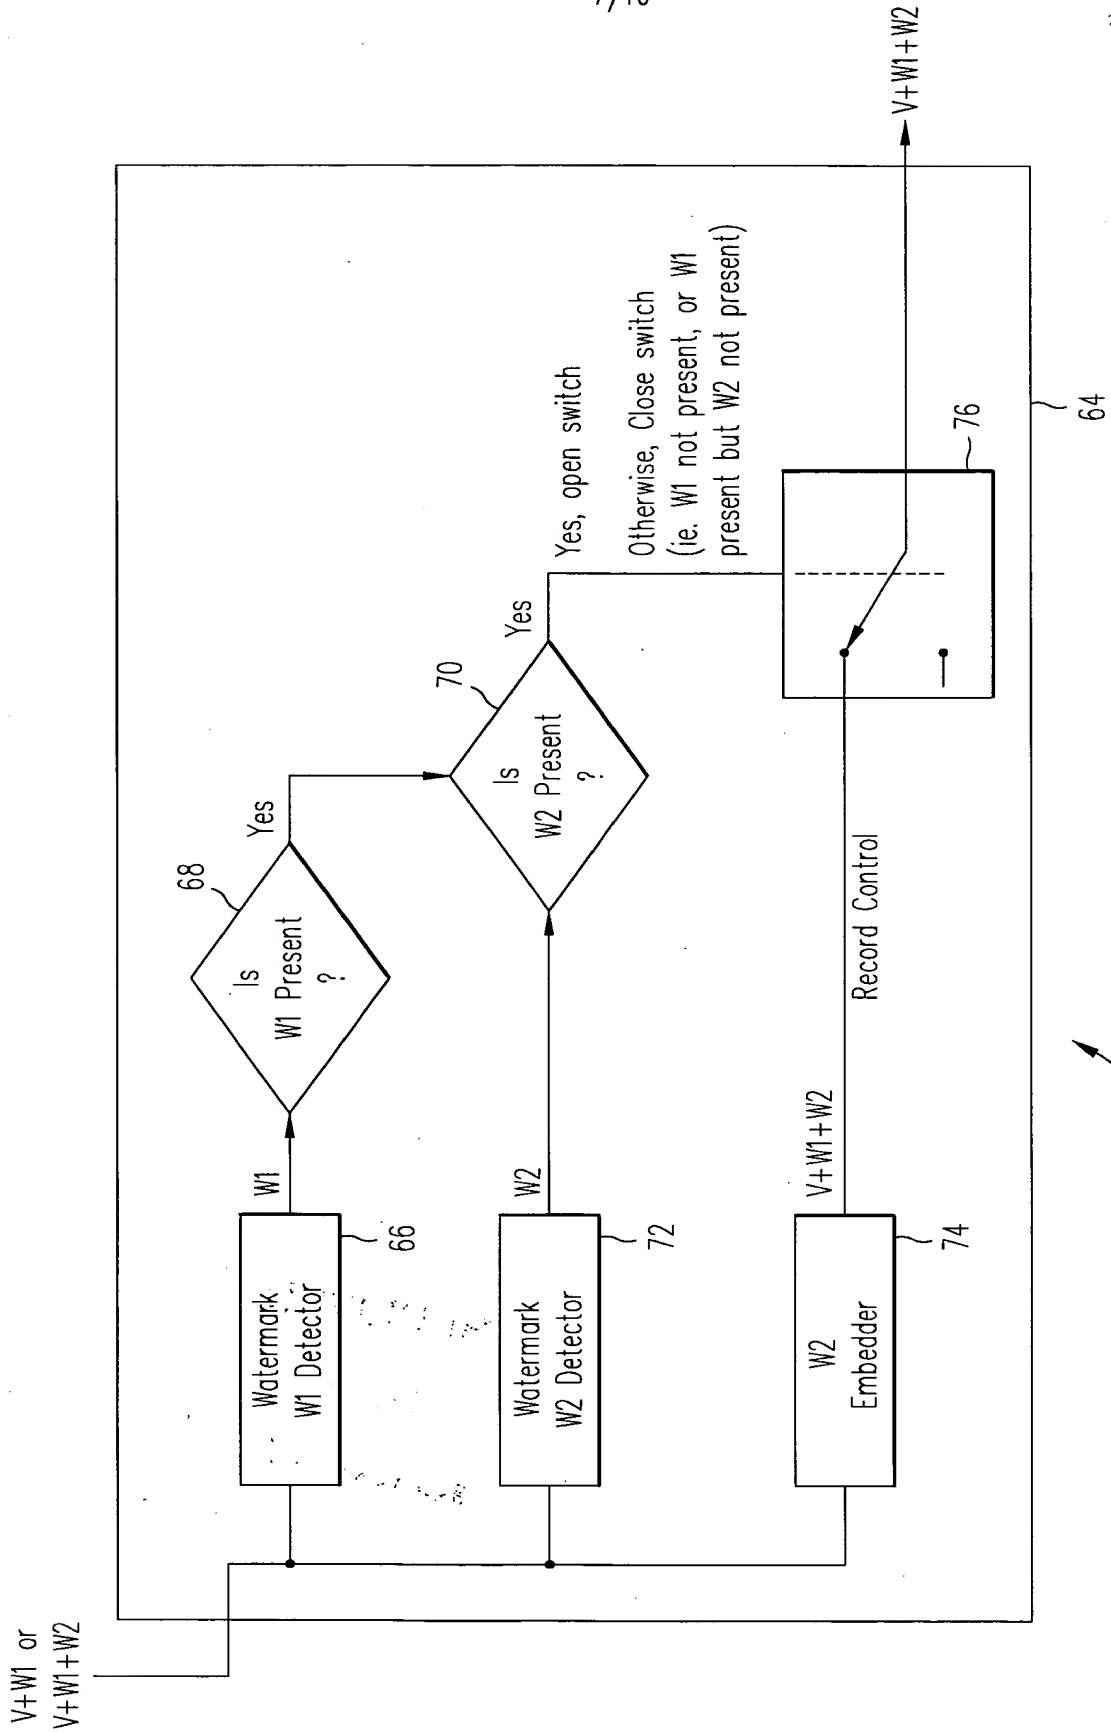 V+W1 or
V+W1+W2
Watermark
W1 Detector
66
W1
Is
W1 Present
?
68
Yes
Watermark
W2 Detector
72
W2
Is
W2 Present
?
70
Yes
Yes, open switch
Otherwise, Close switch
(ie. W1 not present, or W1
present but W2 not present)
W2
Embedder
74
V+W1+W2
Record Control
76
V+W1+W2
64